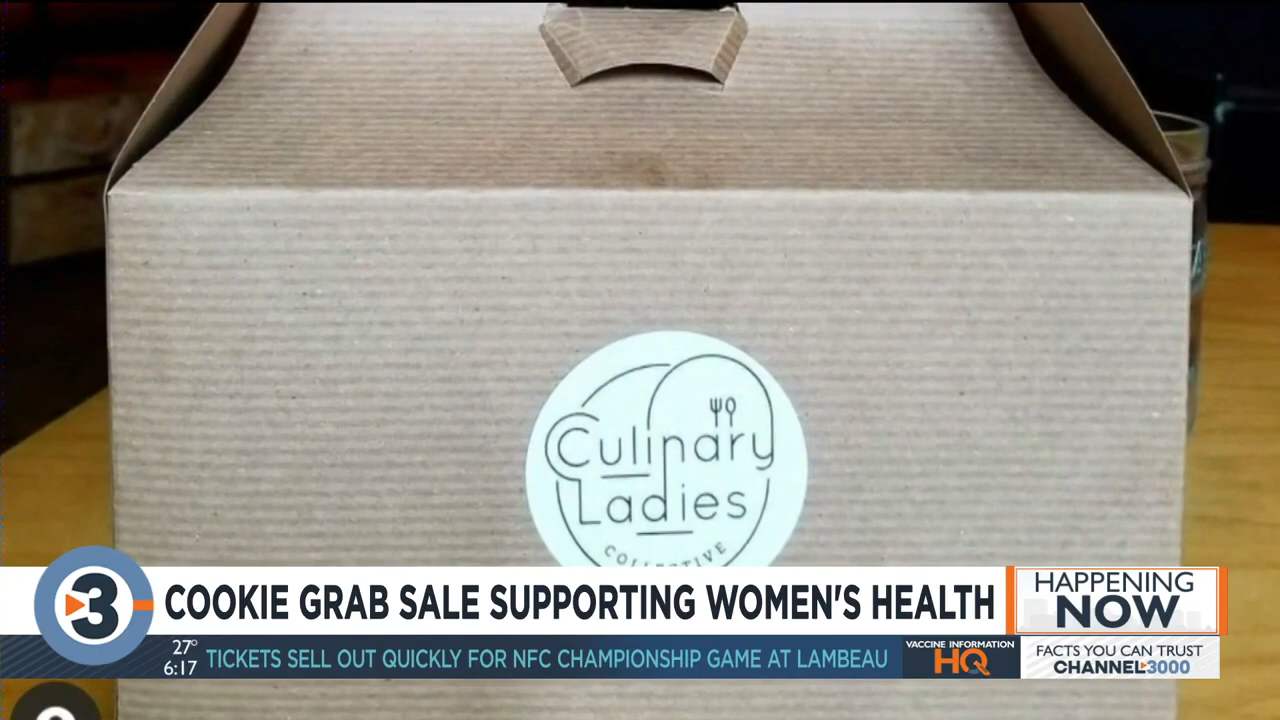 Culinary
Ladies
COLLECTIVE
3
COOKIE GRAB SALE SUPPORTING WOMEN'S HEALTH
HAPPENING
NOW
27°
6:17
TICKETS SELL OUT QUICKLY FOR NFC CHAMPIONSHIP GAME AT LAMBEAU
VACCINE INFORMATION
HQ
FACTS YOU CAN TRUST
CHANNEL3000